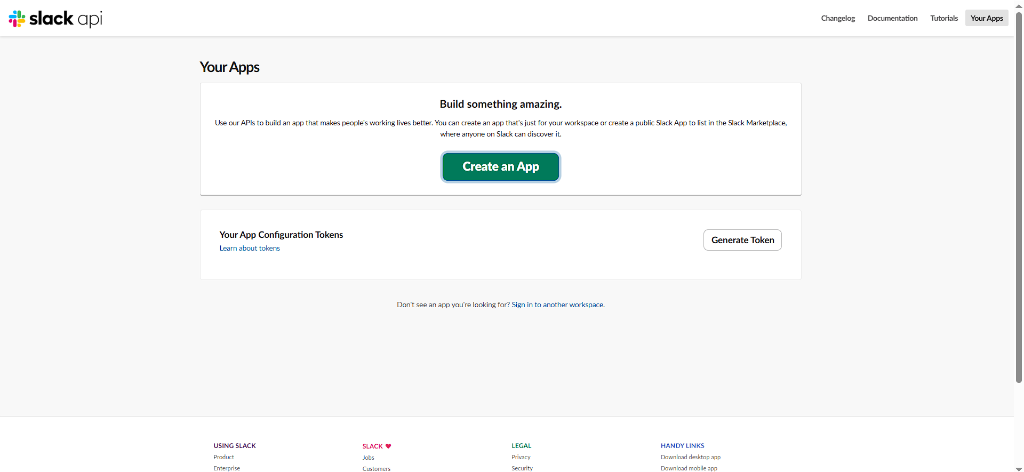 slack api
Changelog Documentation Tutorials Your Apps
Your Apps
Build something amazing.
Use our APIs to build an app that makes people's working lives better. You can create an app that's just for your workspace or create a public Slack App to list in the Slack Marketplace,
where anyone on Slack can discover it.
Create an App
Your App Configuration Tokens
Learn about tokens
Generate Token
Don't see an app you're looking for? Sign in to another workspace.
USING SLACK
Product
Enterprise
SLACK ♥
Jobs
Customers
LEGAL
Privacy
Security
HANDY LINKS
Download desktop app
Download mobile app